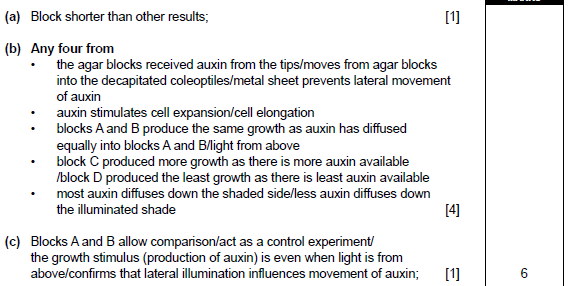 (a) Block shorter than other results; [1]
(b) Any four from
• the agar blocks received auxin from the tips/moves from agar blocks
into the decapitated coleoptiles/metal sheet prevents lateral movement
of auxin
• auxin stimulates cell expansion/cell elongation
• blocks A and B produce the same growth as auxin has diffused
equally into blocks A and B/light from above
• block C produced more growth as there is more auxin available
/block D produced the least growth as there is least auxin available
• most auxin diffuses down the shaded side/less auxin diffuses down
the illuminated shade [4]
(c) Blocks A and B allow comparison/act as a control experiment/
the growth stimulus (production of auxin) is even when light is from
above/confirms that lateral illumination influences movement of auxin; [1] 6